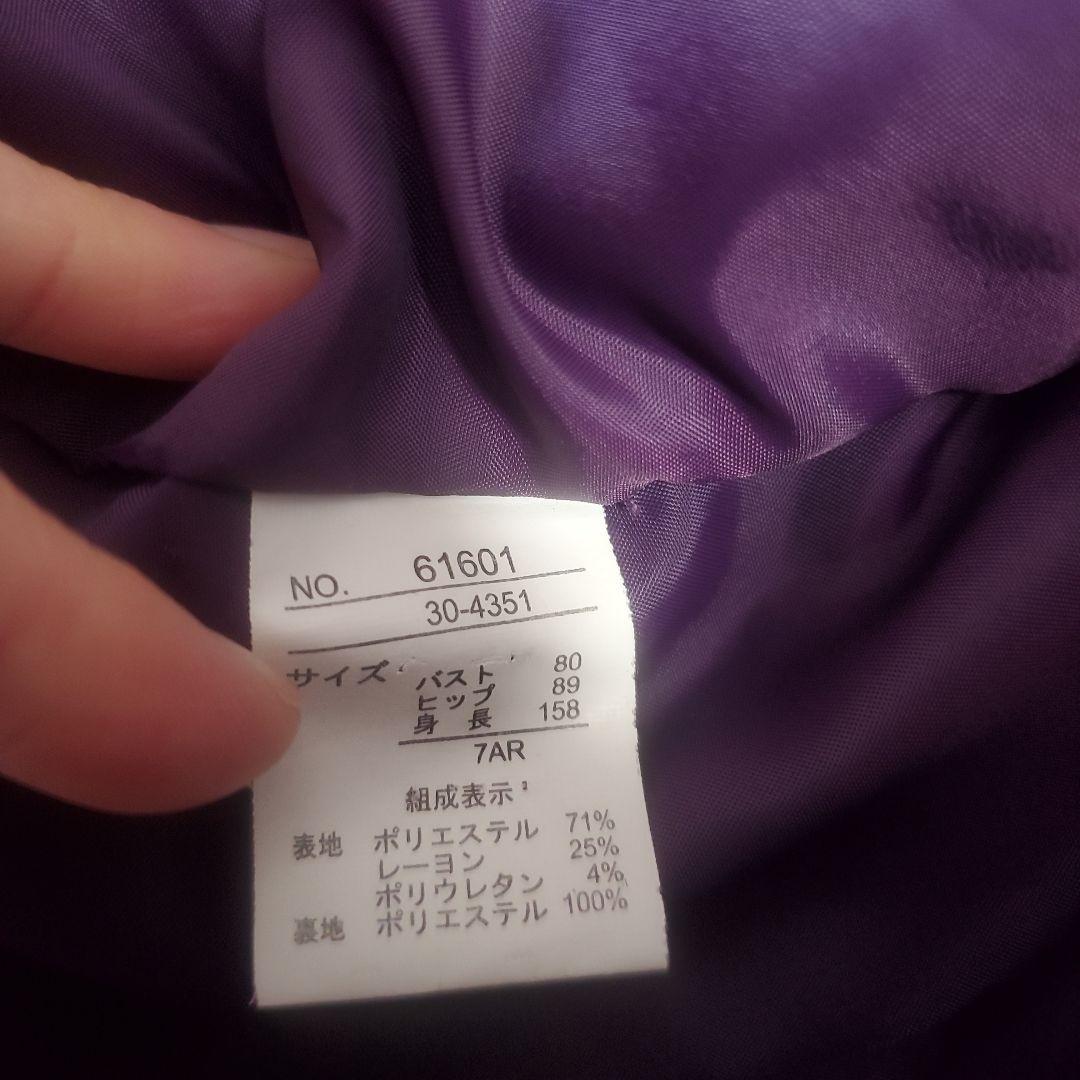 NO. 61601
30-4351
サイズ
バスト 80
ヒップ 89
身 長 158
7AR
組成表示
表地 ポリエステル 71%
レーヨン 25%
ポリウレタン 4%
裏地 ポリエステル 100%